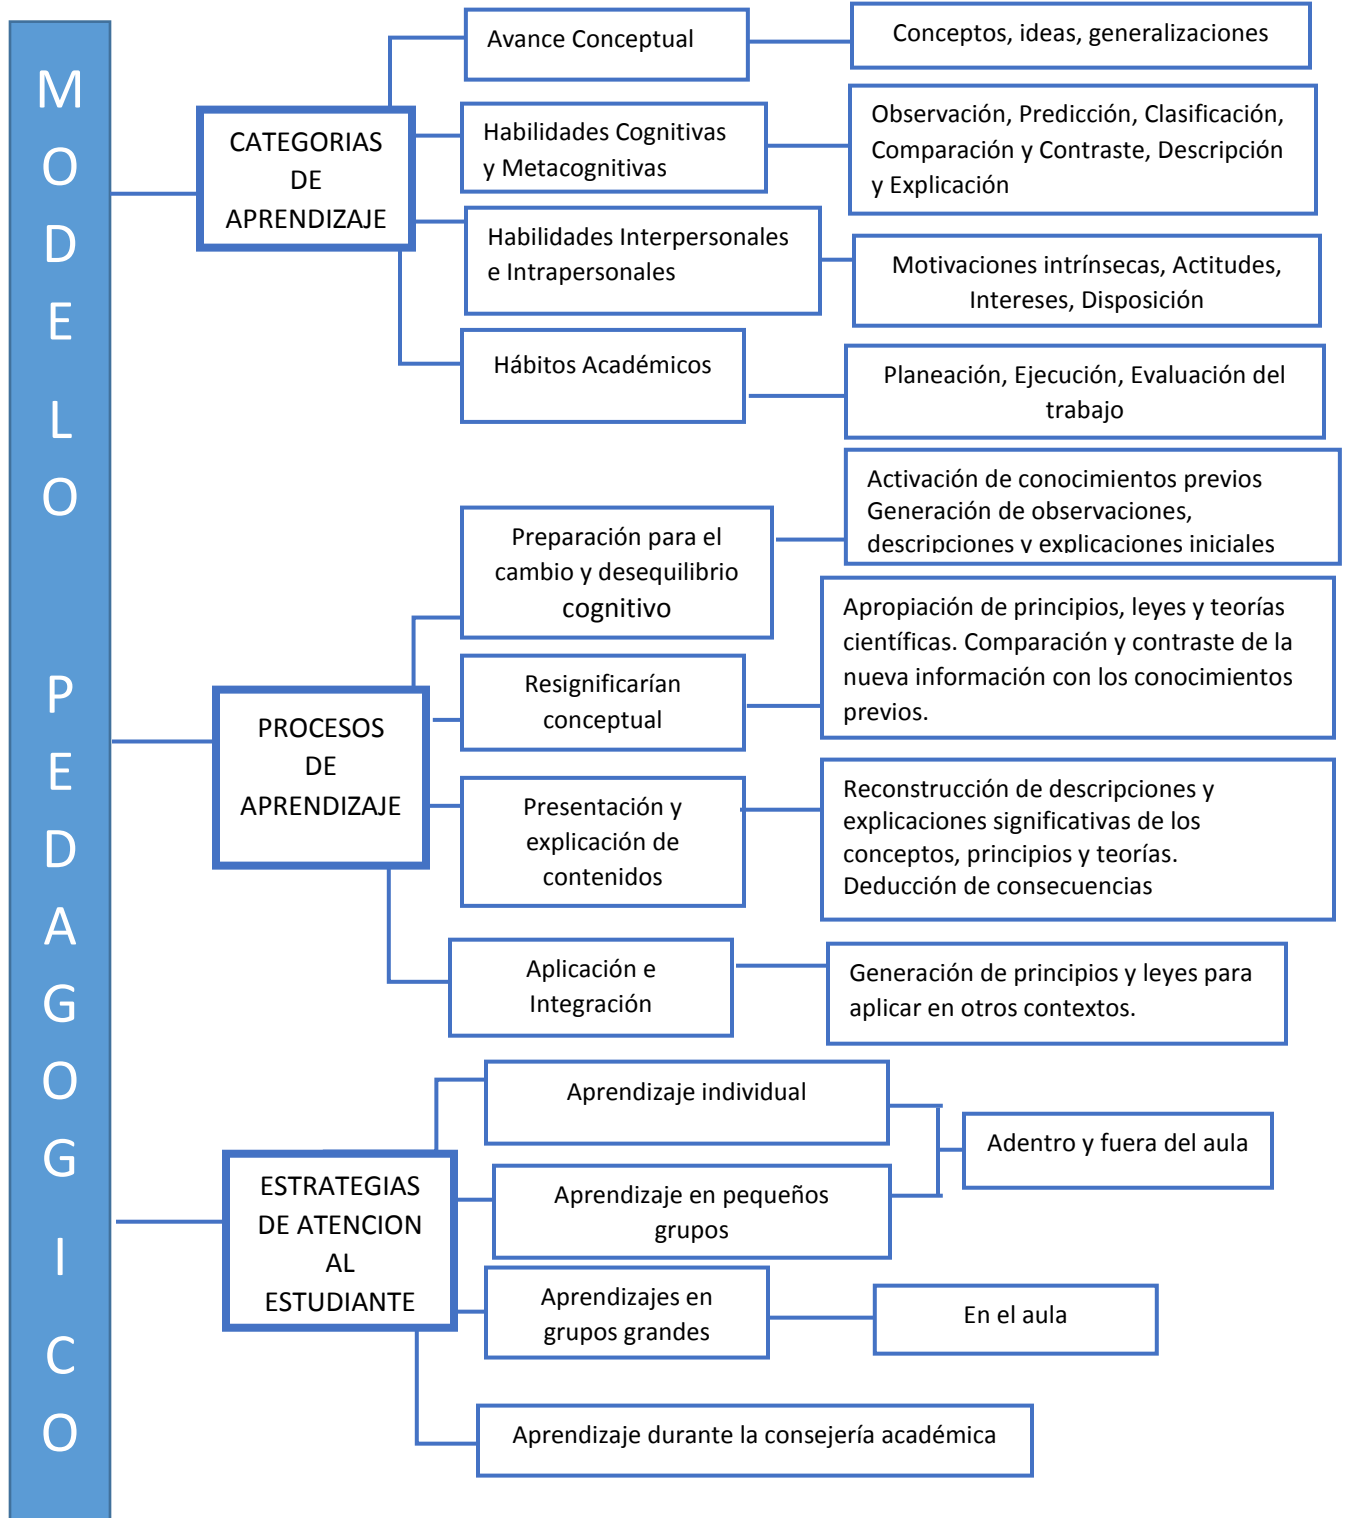 MODELO PEDAGOGICO
CATEGORIAS
DE
APRENDIZAJE
Avance Conceptual
Conceptos, ideas, generalizaciones
Habilidades Cognitivas
y Metacognitivas
Observación, Predicción, Clasificación,
Comparación y Contraste, Descripción
y Explicación
Habilidades Interpersonales
e Intrapersonales
Motivaciones intrínsecas, Actitudes,
Intereses, Disposición
Hábitos Académicos
Planeación, Ejecución, Evaluación del
trabajo
PROCESOS
DE
APRENDIZAJE
Preparación para el
cambio y desequilibrio
cognitivo
Activación de conocimientos previos
Generación de observaciones,
descripciones y explicaciones iniciales
Resignificarían
conceptual
Apropiación de principios, leyes y teorías
científicas. Comparación y contraste de la
nueva información con los conocimientos
previos.
Presentación y
explicación de
contenidos
Reconstrucción de descripciones y
explicaciones significativas de los
conceptos, principios y teorías.
Deducción de consecuencias
Aplicación e
Integración
Generación de principios y leyes para
aplicar en otros contextos.
ESTRATEGIAS
DE ATENCION
AL
ESTUDIANTE
Aprendizaje individual
Aprendizaje en pequeños
grupos
Adentro y fuera del aula
Aprendizajes en
grupos grandes
En el aula
Aprendizaje durante la consejería académica